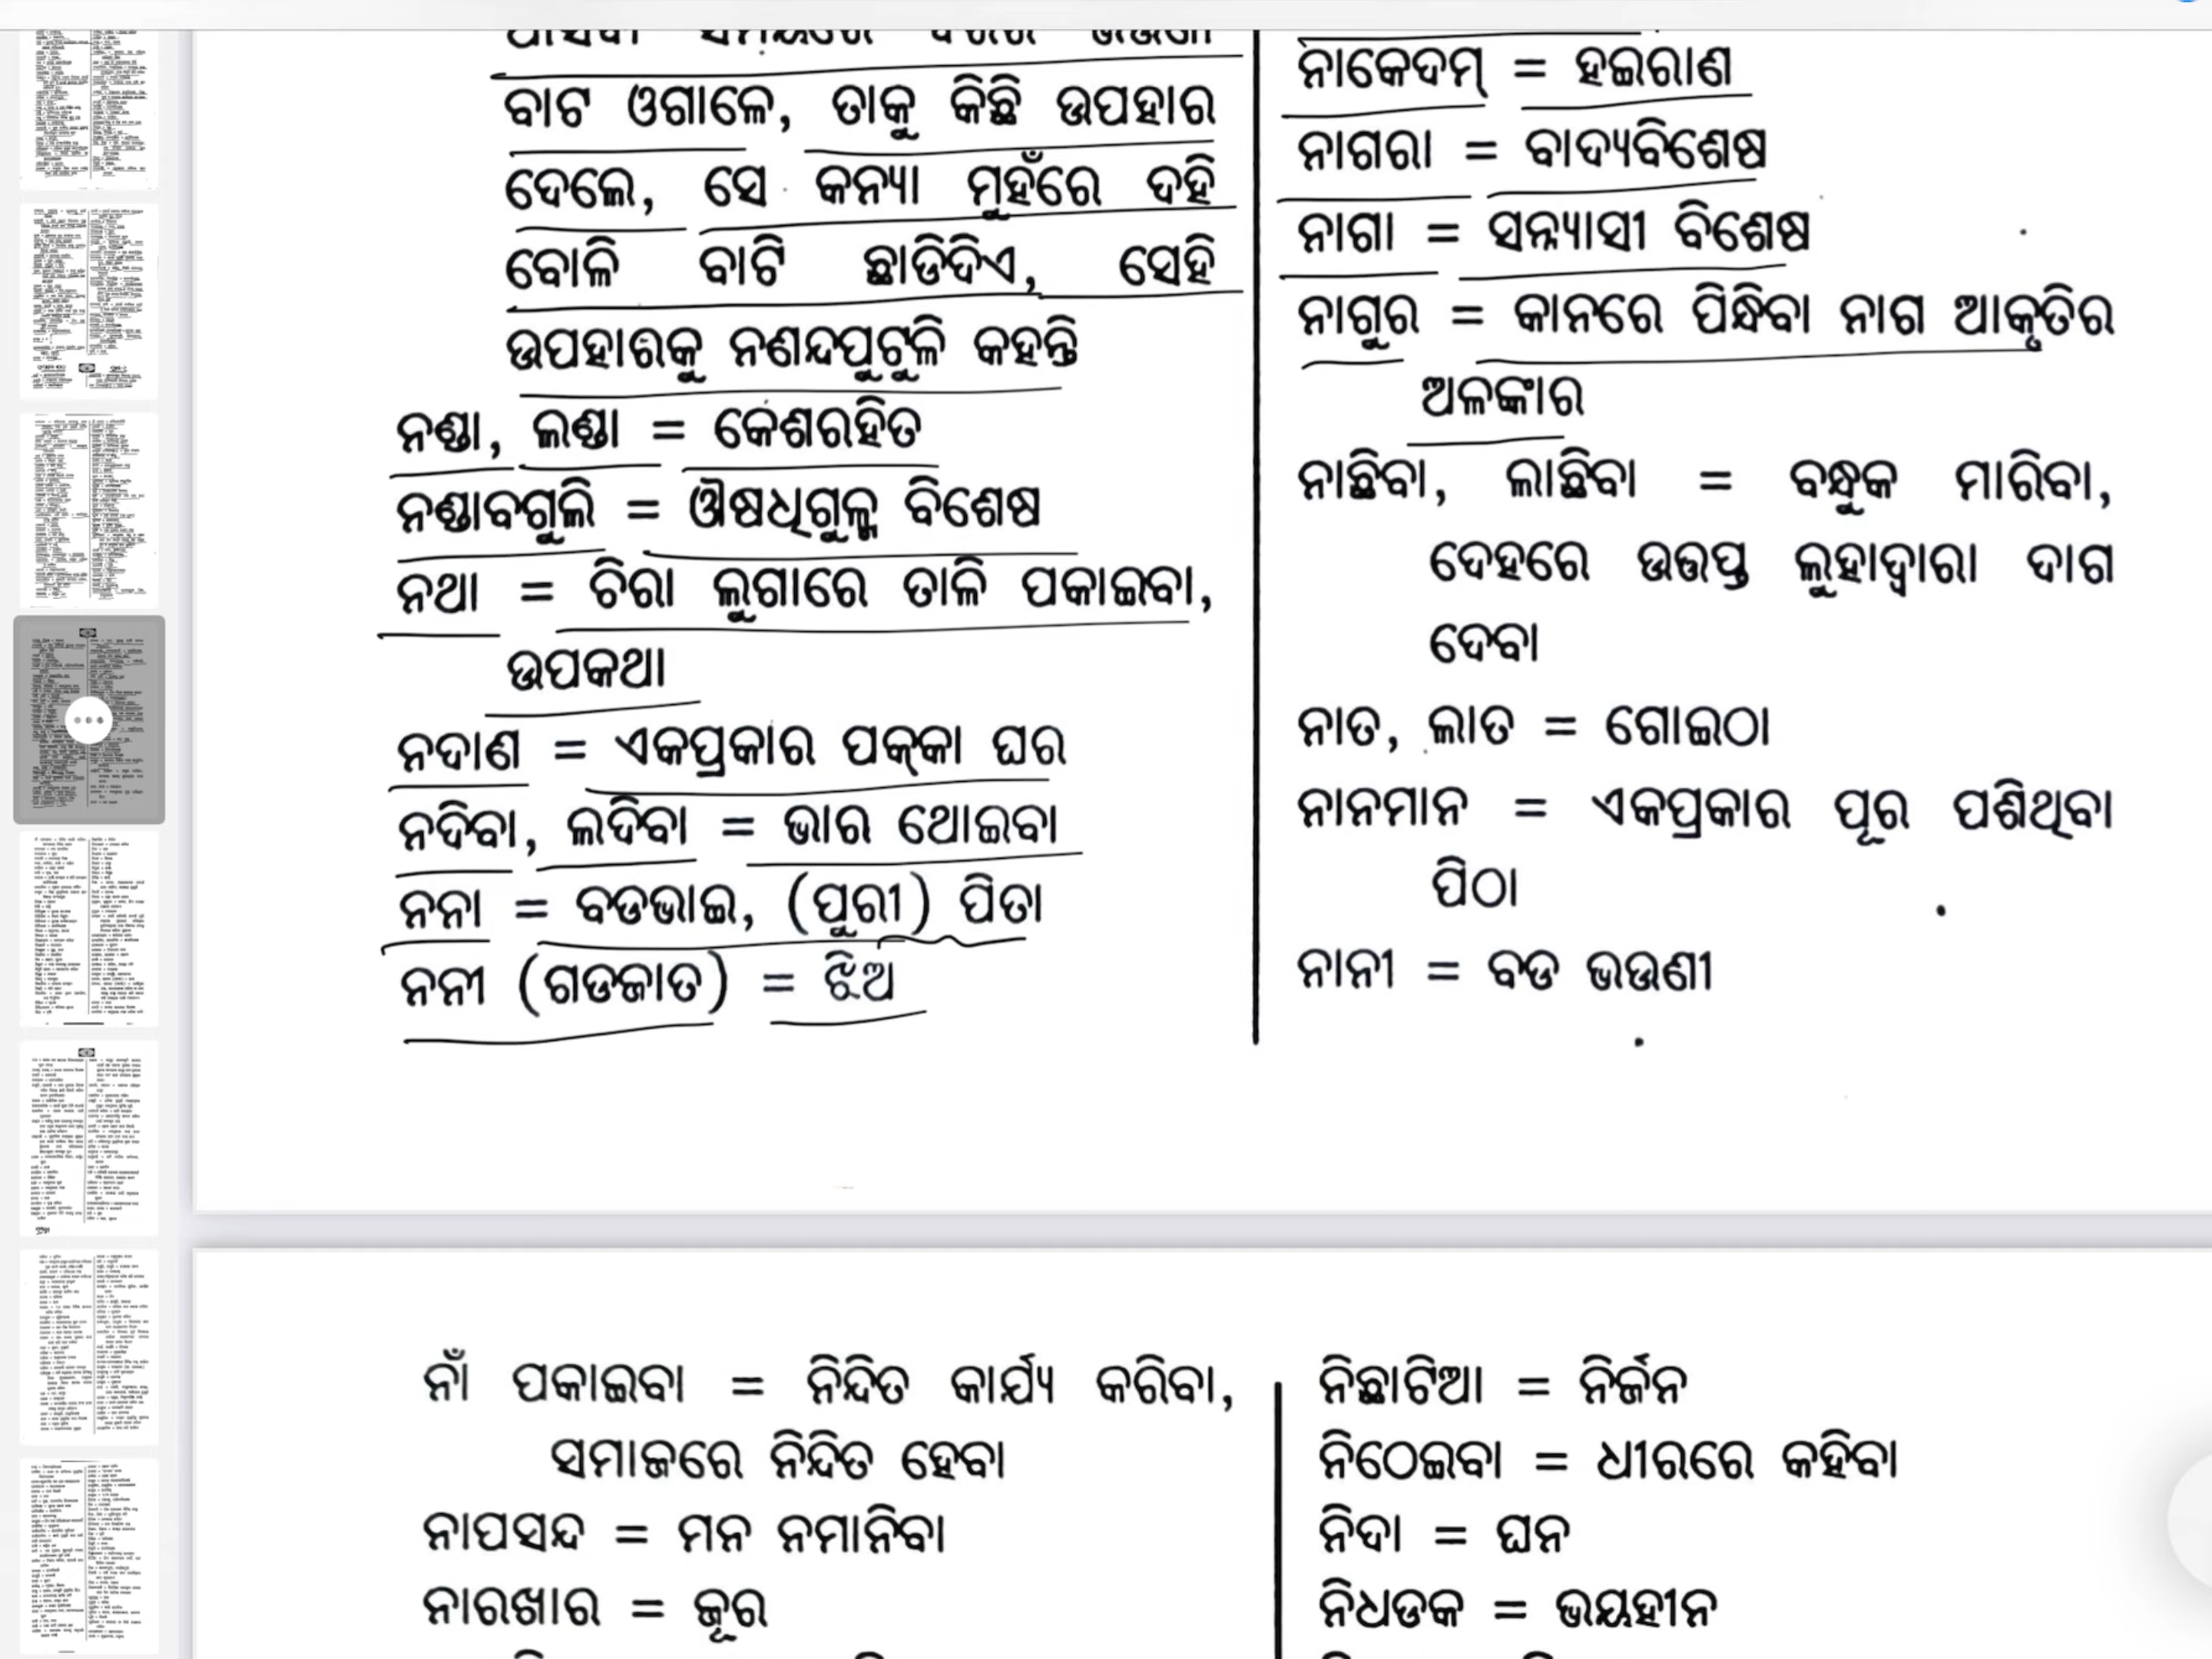 ବାଟ ଓଗାଳେ, ତାକୁ କିଛି ଉପହାର
ଦେଲେ, ସେ କନ୍ୟା ମୁହଁରେ ଦହି
ବୋଳି ବାଟି ଛାଡିଦିଏ, ସେହି
ଉପହାରକୁ ନଣନ୍ଦପୁଟୁଳି କହନ୍ତି
ନଣ୍ଡା, ଲଣ୍ଡା = କେଶରହିତ
ନଣ୍ଡାବଗୁଲି = ଔଷଧିଗୁଳ୍ମ ବିଶେଷ
ନଥା = ଚିରା ଲୁଗାରେ ତାଳି ପକାଇବା,
ଉପକଥା
ନଦାଣ = ଏକପ୍ରକାର ପକ୍‌କା ଘର
ନଦିବା, ଲଦିବା = ଭାର ଥୋଇବା
ନନା = ବଡଭାଇ, (ପୁରୀ) ପିତା
ନନୀ (ଗଡଜାତ) = ଝିଅ
ନାକେଦମ୍ = ହଇରାଣ
ନାଗରା = ବାଦ୍ୟବିଶେଷ
ନାଗା = ସନ୍ନ୍ୟାସୀ ବିଶେଷ
ନାଗୁର = କାନରେ ପିନ୍ଧିବା ନାଗ ଆକୃତିର
ଅଳଙ୍କାର
ନାଛିବା, ଲାଛିବା = ବନ୍ଧୁକ ମାରିବା,
ଦେହରେ ଉତ୍ତପ୍ତ ଲୁହାଦ୍ୱାରା ଦାଗ
ଦେବା
ନାତ, ଲାତ = ଗୋଇଠା
ନାନମାନ = ଏକପ୍ରକାର ପୂର ପଶିଥିବା
ପିଠା
ନାନୀ = ବଡ ଭଉଣୀ
ନାଁ ପକାଇବା = ନିନ୍ଦିତ କାର୍ଯ୍ୟ କରିବା,
ସମାଜରେ ନିନ୍ଦିତ ହେବା
ନାପସନ୍ଦ = ମନ ନମାନିବା
ନାରଖାର = ଜୂର
ନିଛାଟିଆ = ନିର୍ଜନ
ନିଠେଇବା = ଧୀରରେ କହିବା
ନିଦା = ଘନ
ନିଧଡକ = ଭୟହୀନ